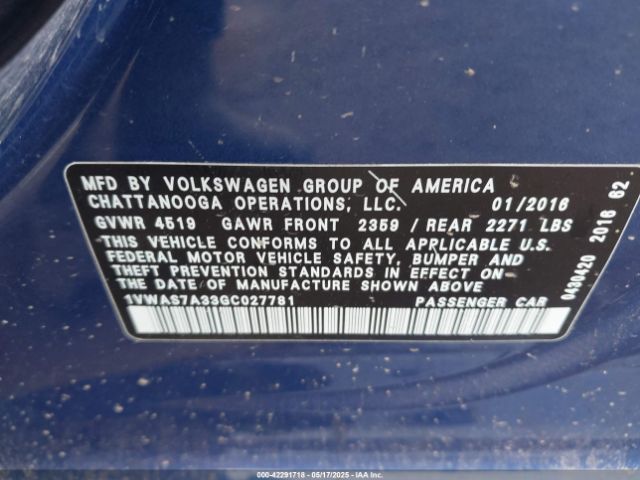 MFD BY VOLKSWAGEN GROUP OF AMERICA
CHATTANOOGA OPERATIONS, LLC. 01/2016
GVWR 4519 GAWR FRONT 2359 / REAR 2271 LBS
THIS VEHICLE CONFORMS TO ALL APPLICABLE U.S.
FEDERAL MOTOR VEHICLE SAFETY, BUMPER AND
THEFT PREVENTION STANDARDS IN EFFECT ON
THE DATE OF MANUFACTURE SHOWN ABOVE
1VWAS7A33GC027781 PASSENGER CAR
0A30420 2016 62
000-42291718 | 05/17/2025 | IAA Inc.